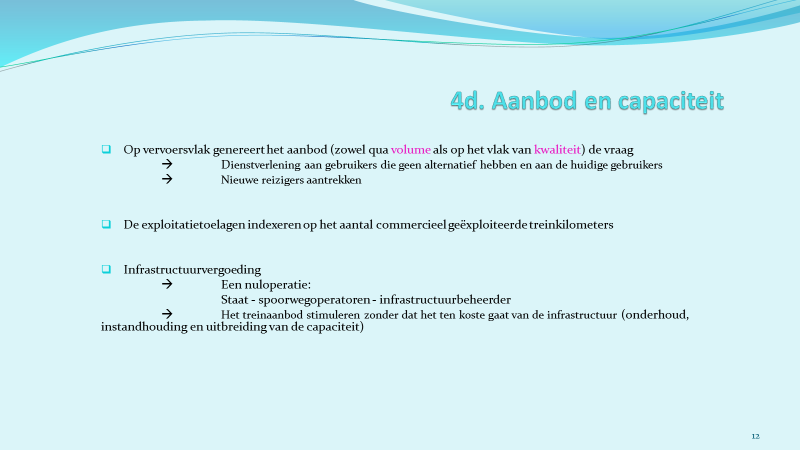 4d. Aanbod en capaciteit
❑ Op vervoersvlak genereert het aanbod (zowel qua volume als op het vlak van kwaliteit) de vraag
→ Dienstverlening aan gebruikers die geen alternatief hebben en aan de huidige gebruikers
→ Nieuwe reizigers aantrekken
❑ De exploitatietoelagen indexeren op het aantal commercieel geëxploiteerde treinkilometers
❑ Infrastructuurvergoeding
→ Een nuloperatie:
Staat - spoorwegoperatoren - infrastructuurbeheerder
→ Het treinaanbod stimuleren zonder dat het ten koste gaat van de infrastructuur (onderhoud,
instandhouding en uitbreiding van de capaciteit)
12